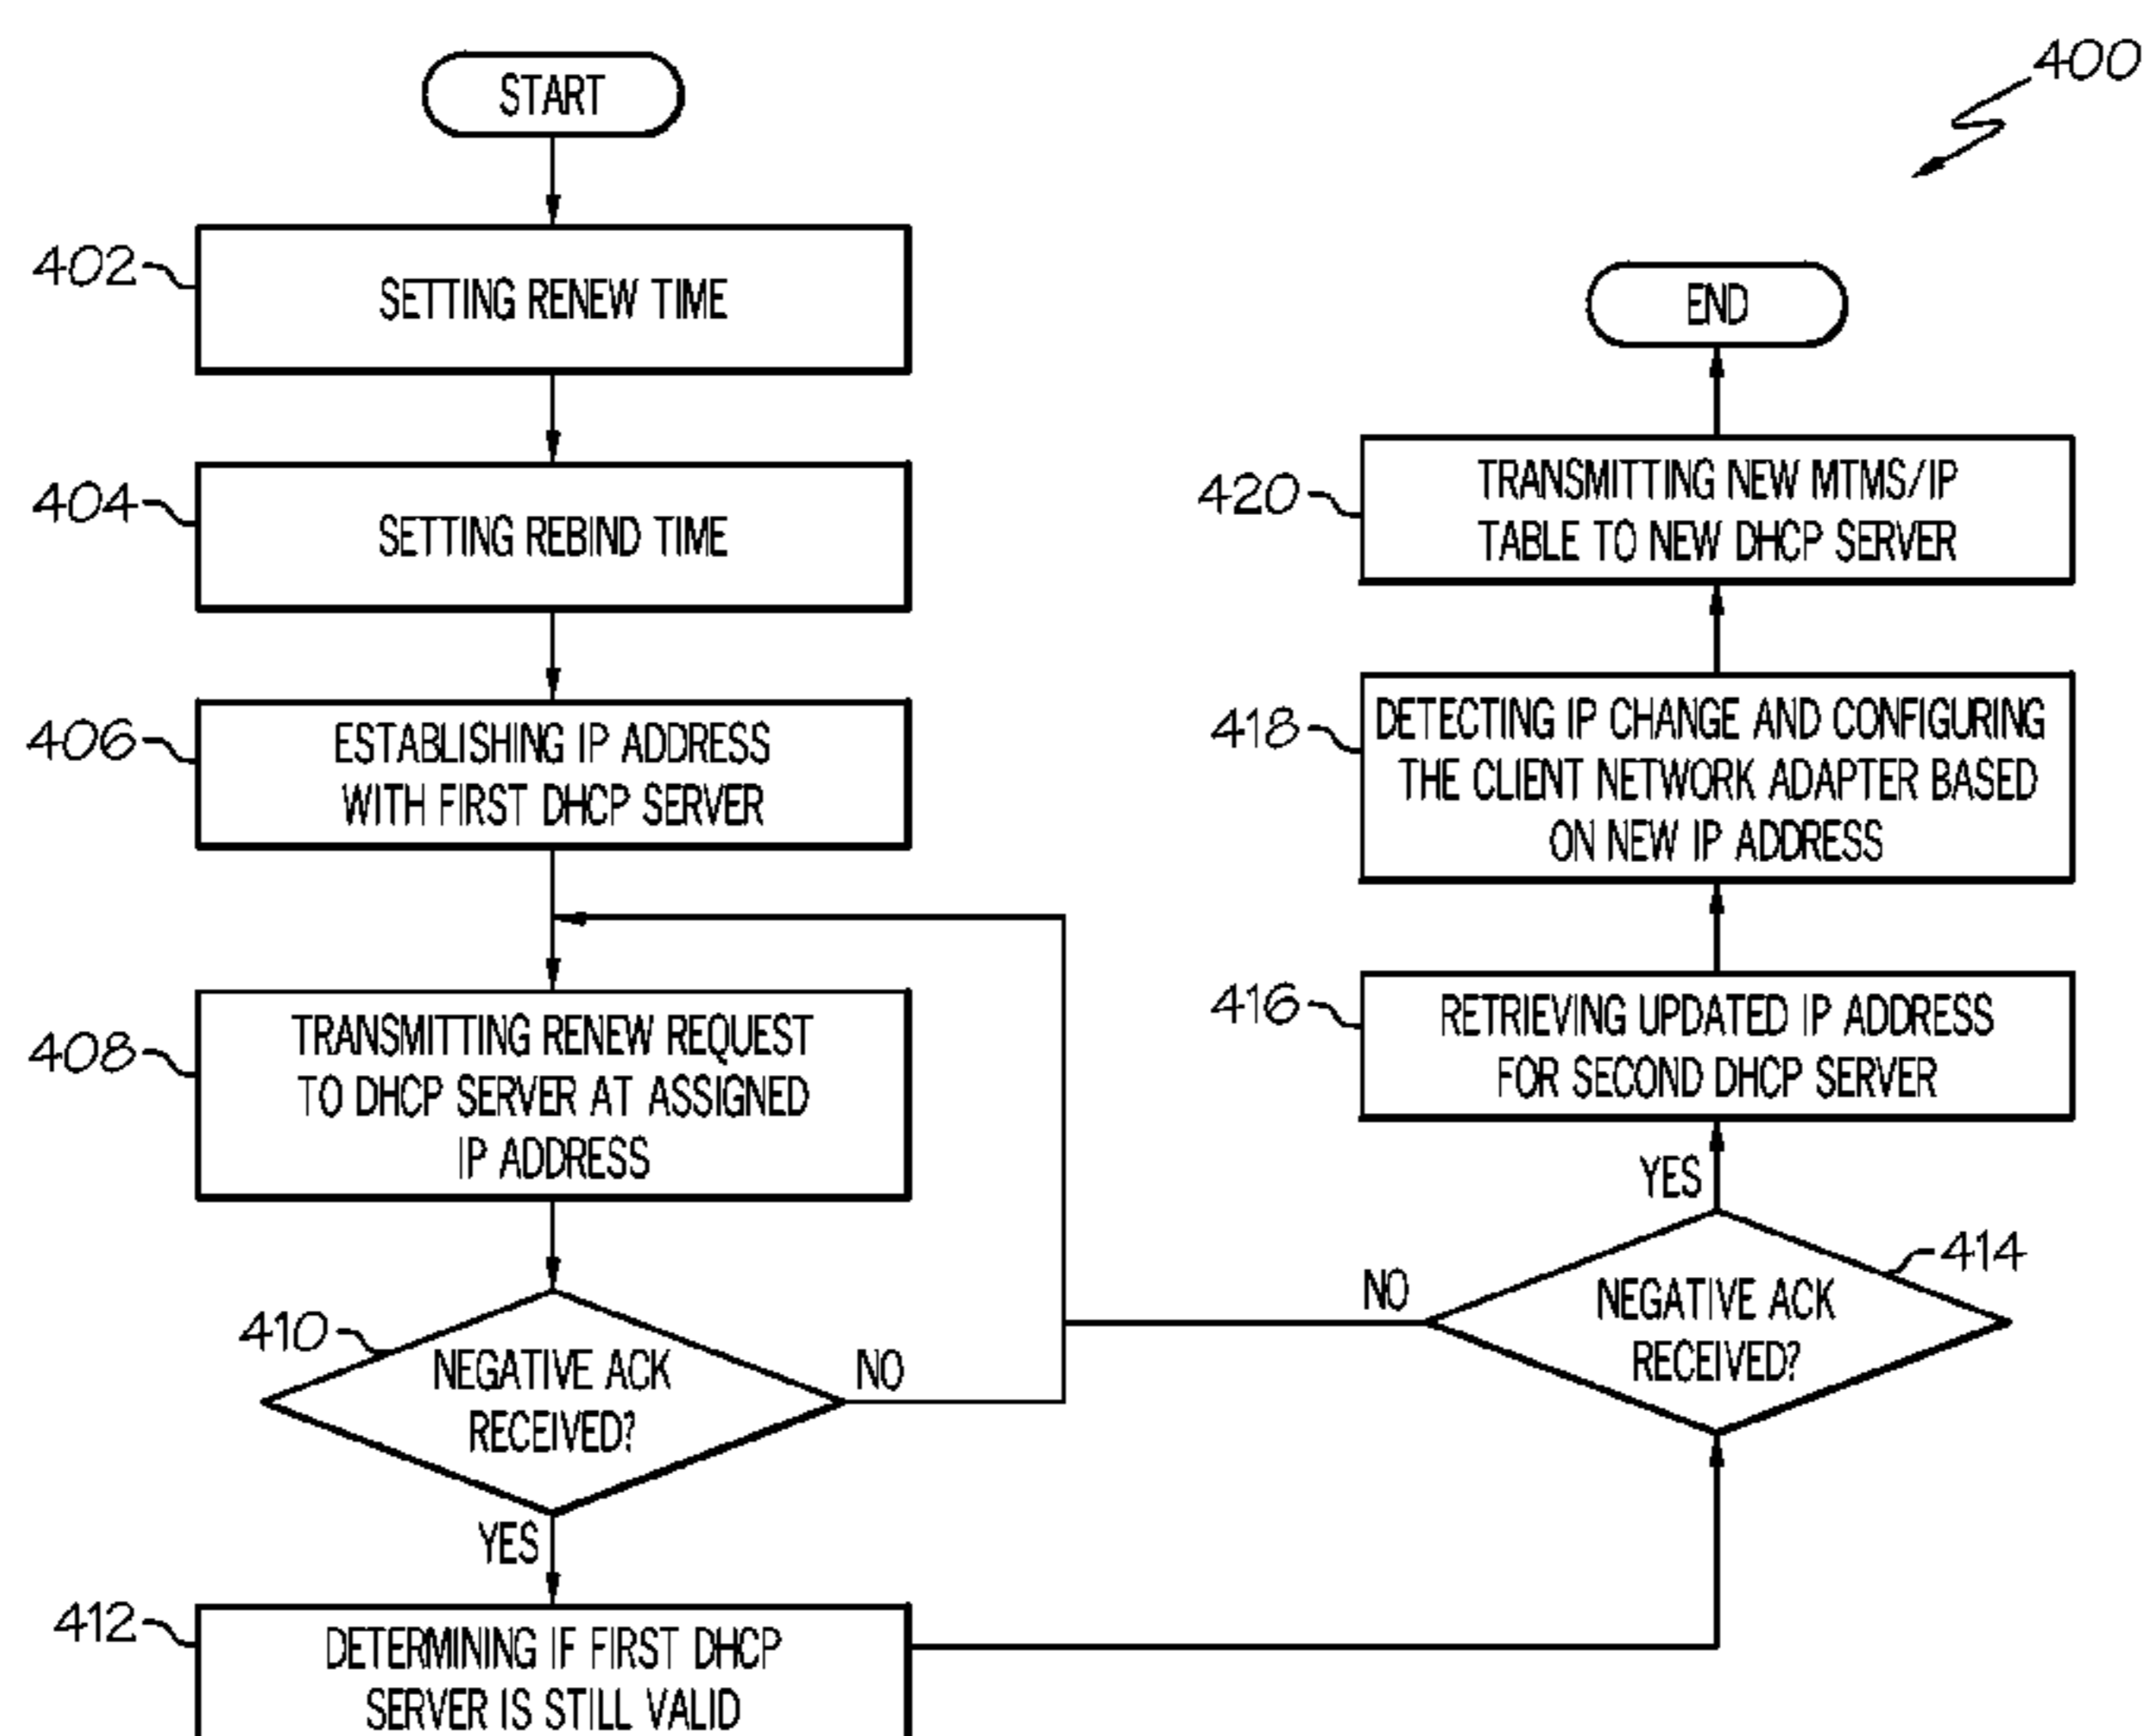 400
START
402
SETTING RENEW TIME
404
SETTING REBIND TIME
406
ESTABLISHING IP ADDRESS
WITH FIRST DHCP SERVER
408
TRANSMITTING RENEW REQUEST
TO DHCP SERVER AT ASSIGNED
IP ADDRESS
410
NEGATIVE ACK
RECEIVED?
NO
YES
412
DETERMINING IF FIRST DHCP
SERVER IS STILL VALID
414
NEGATIVE ACK
RECEIVED?
NO
YES
416
RETRIEVING UPDATED IP ADDRESS
FOR SECOND DHCP SERVER
418
DETECTING IP CHANGE AND CONFIGURING
THE CLIENT NETWORK ADAPTER BASED
ON NEW IP ADDRESS
420
TRANSMITTING NEW MTMS/IP
TABLE TO NEW DHCP SERVER
END